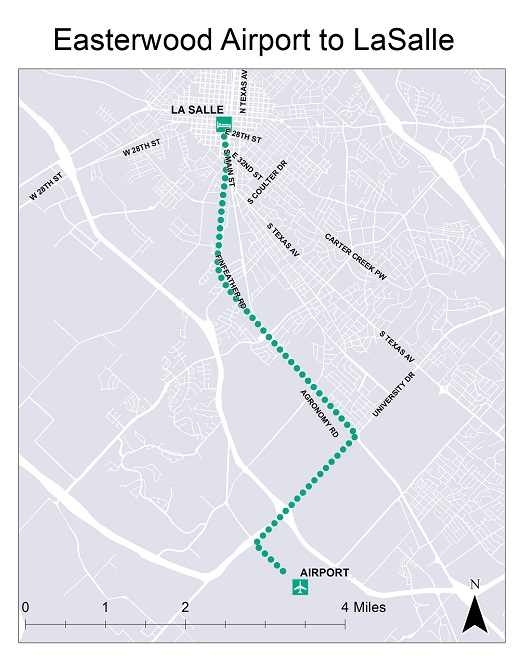 Easterwood Airport to LaSalle
N TEXAS AV
LA SALLE
E 28TH ST
W 28TH ST
S MAIN ST
E 32ND ST
S COULTER DR
W 28TH ST
S TEXAS AV
CARTER CREEK PW
FINFEATHER RD
S TEXAS AV
UNIVERSITY DR
AGRONOMY RD
AIRPORT
N
0 1 2 4 Miles